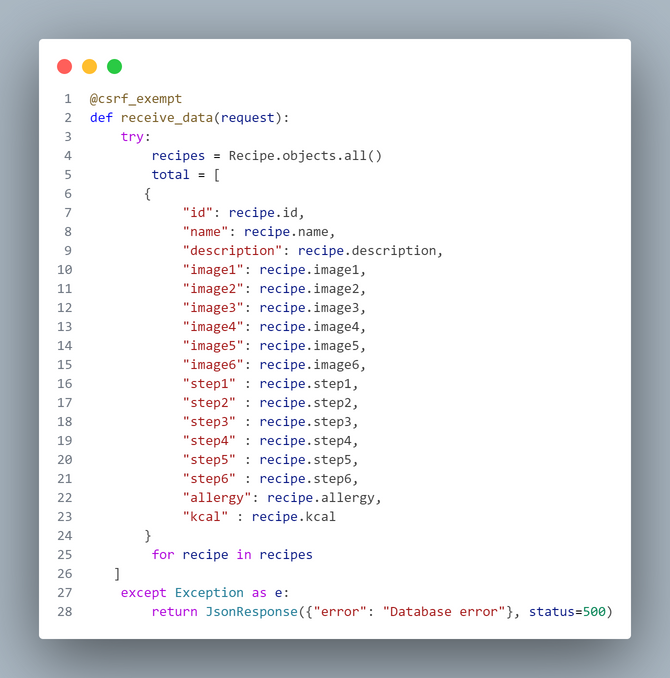 1 @csrf_exempt
2 def receive_data(request):
3     try:
4         recipes = Recipe.objects.all()
5         total = [
6        {
7             "id": recipe.id,
8             "name": recipe.name,
9             "description": recipe.description,
10             "image1": recipe.image1,
11             "image2": recipe.image2,
12             "image3": recipe.image3,
13             "image4": recipe.image4,
14             "image5": recipe.image5,
15             "image6": recipe.image6,
16             "step1" : recipe.step1,
17             "step2" : recipe.step2,
18             "step3" : recipe.step3,
19             "step4" : recipe.step4,
20             "step5" : recipe.step5,
21             "step6" : recipe.step6,
22             "allergy": recipe.allergy,
23             "kcal" : recipe.kcal
24        }
25         for recipe in recipes
26    ]
27     except Exception as e:
28         return JsonResponse({"error": "Database error"}, status=500)